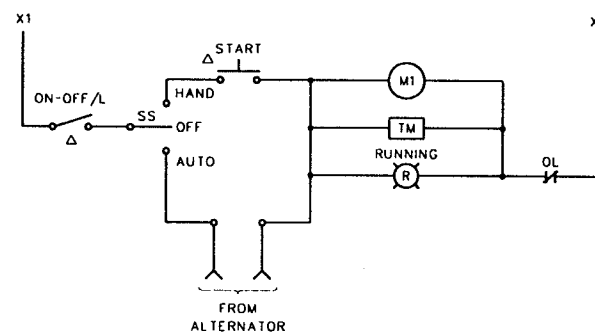 X1
X
START
HAND
M1
ON-OFF/L
SS
OFF
TM
AUTO
RUNNING
R
OL
FROM
ALTERNATOR